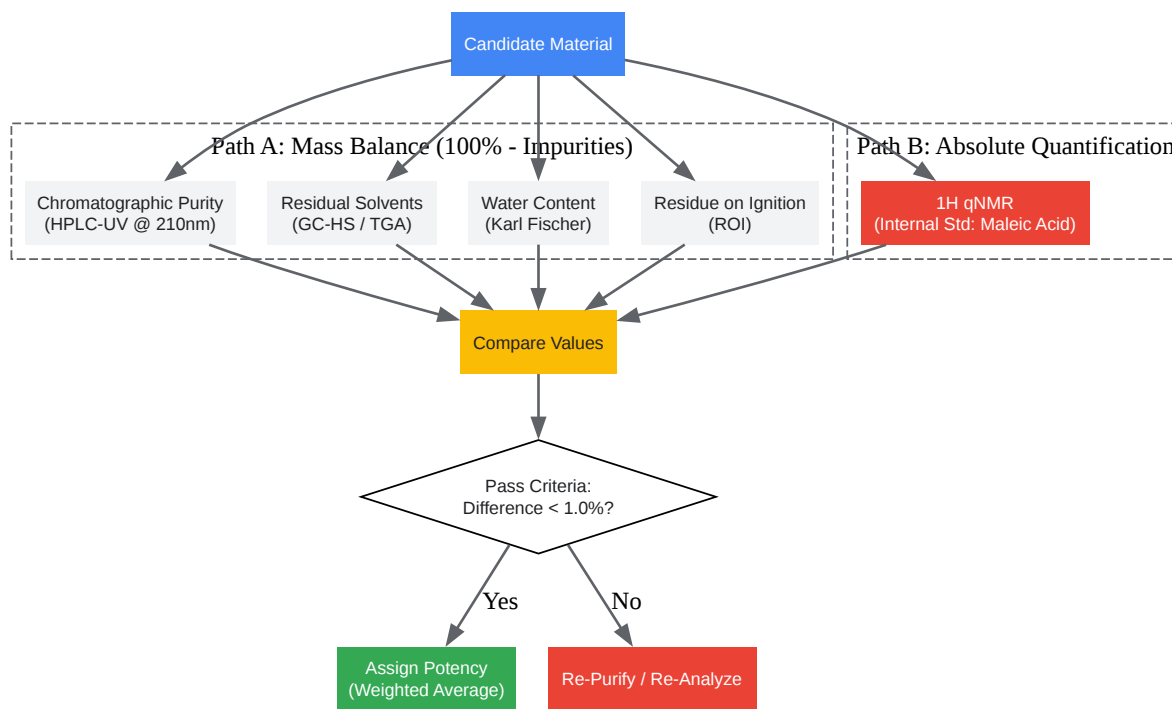 Candidate Material
Path A: Mass Balance (100% - Impurities)
Path B: Absolute Quantification
Chromatographic Purity
(HPLC-UV @ 210nm)
Residual Solvents
(GC-HS / TGA)
Water Content
(Karl Fischer)
Residue on Ignition
(ROI)
1H qNMR
(Internal Std: Maleic Acid)
Compare Values
Pass Criteria:
Difference < 1.0%?
Yes
No
Assign Potency
(Weighted Average)
Re-Purify / Re-Analyze